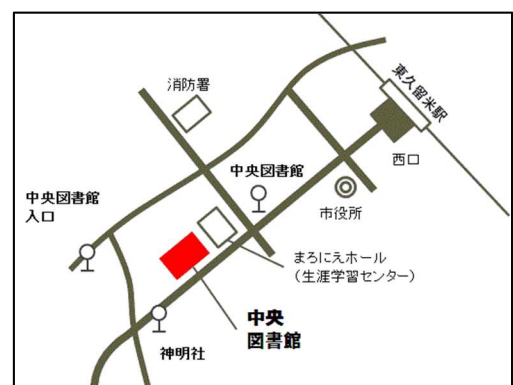 消防署
東久留米駅
西口
中央図書館
市役所
中央図書館
入口
まろにえホール
（生涯学習センター）
中央
図書館
神明社